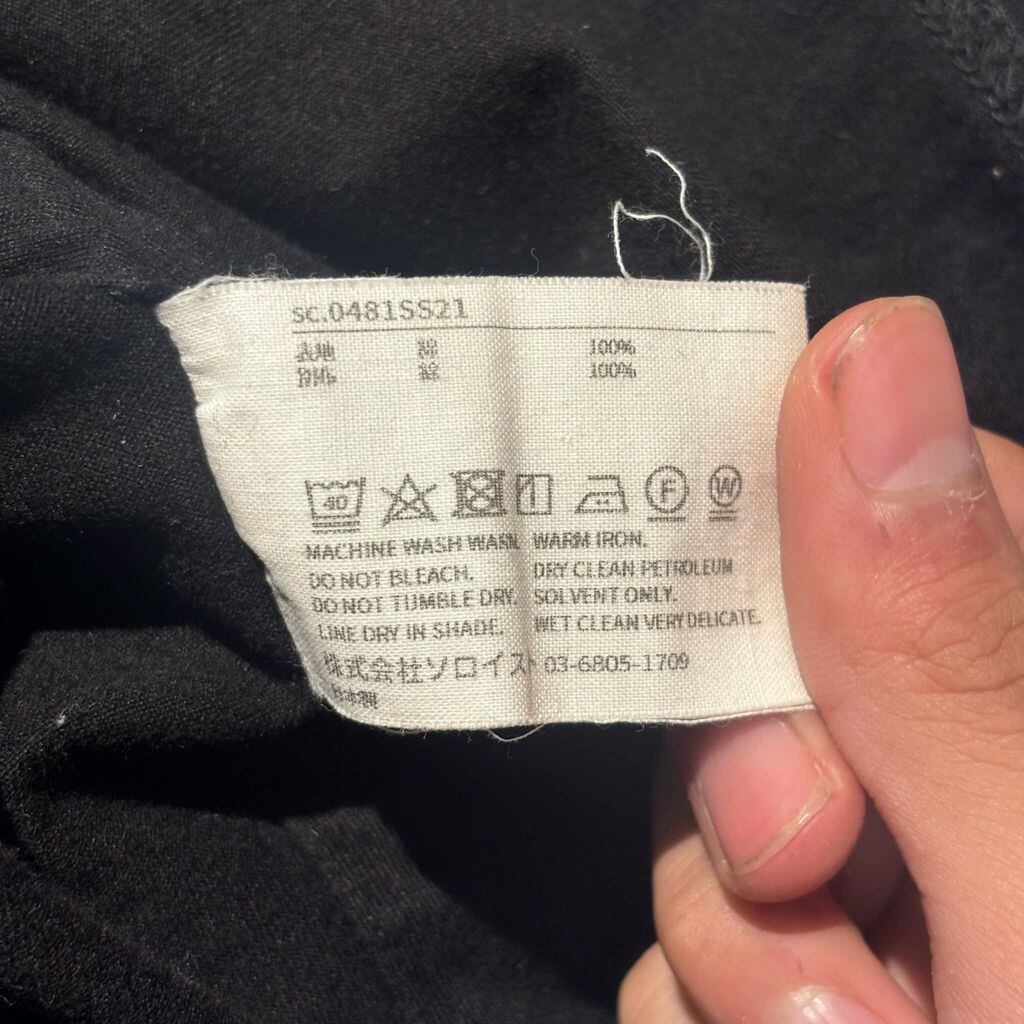 sc.0481SS21
表地 綿 100%
綿 100%
40 F W
MACHINE WASH WARM. WARM IRON.
DO NOT BLEACH. DRY CLEAN PETROLEUM
DO NOT TUMBLE DRY. SOLVENT ONLY.
LINE DRY IN SHADE. WET CLEAN VERY DELICATE.
株式会社ソロイスト 03-6805-1709
日本製